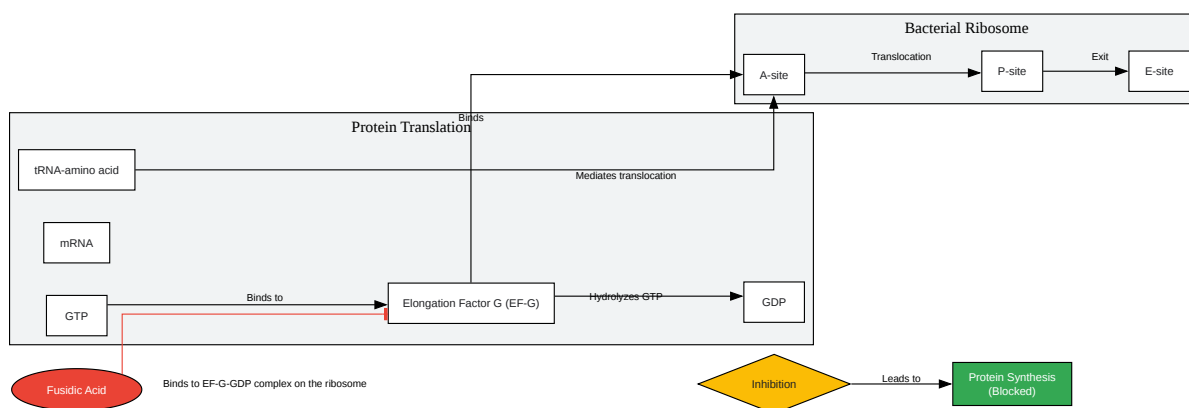 Bacterial Ribosome
A-site
Translocation
P-site
Exit
E-site
Protein Translation
Binds
tRNA-amino acid
Mediates translocation
mRNA
GTP
Binds to
Elongation Factor G (EF-G)
Hydrolyzes GTP
GDP
Fusidic Acid
Binds to EF-G-GDP complex on the ribosome
Inhibition
Leads to
Protein Synthesis
(Blocked)